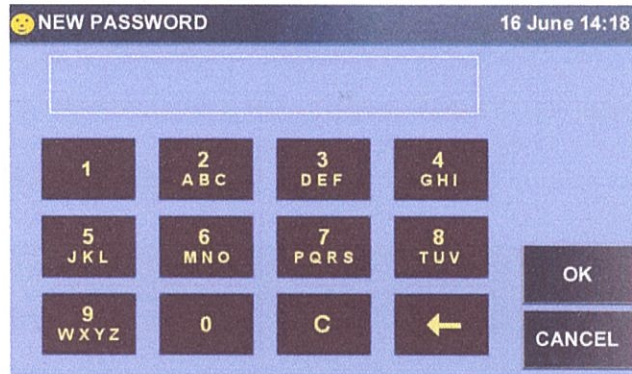 NEW PASSWORD 16 June 14:18
1
2
ABC
3
DEF
4
GHI
5
JKL
6
MNO
7
PQRS
8
TUV
9
WXYZ
0
C
OK
CANCEL